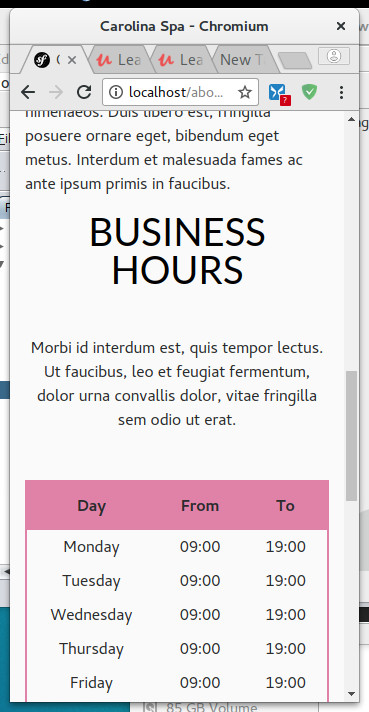 Carolina Spa - Chromium
Lea
Lea
New T
localhost/abo...
himenaeos. Duis libero est, fringilla
posuere ornare eget, bibendum eget
metus. Interdum et malesuada fames ac
ante ipsum primis in faucibus.
BUSINESS
HOURS
Morbi id interdum est, quis tempor lectus.
Ut faucibus, leo et feugiat fermentum,
dolor urna convallis dolor, vitae fringilla
sem odio ut erat.
Day From To
Monday 09:00 19:00
Tuesday 09:00 19:00
Wednesday 09:00 19:00
Thursday 09:00 19:00
Friday 09:00 19:00
85 GB Volume